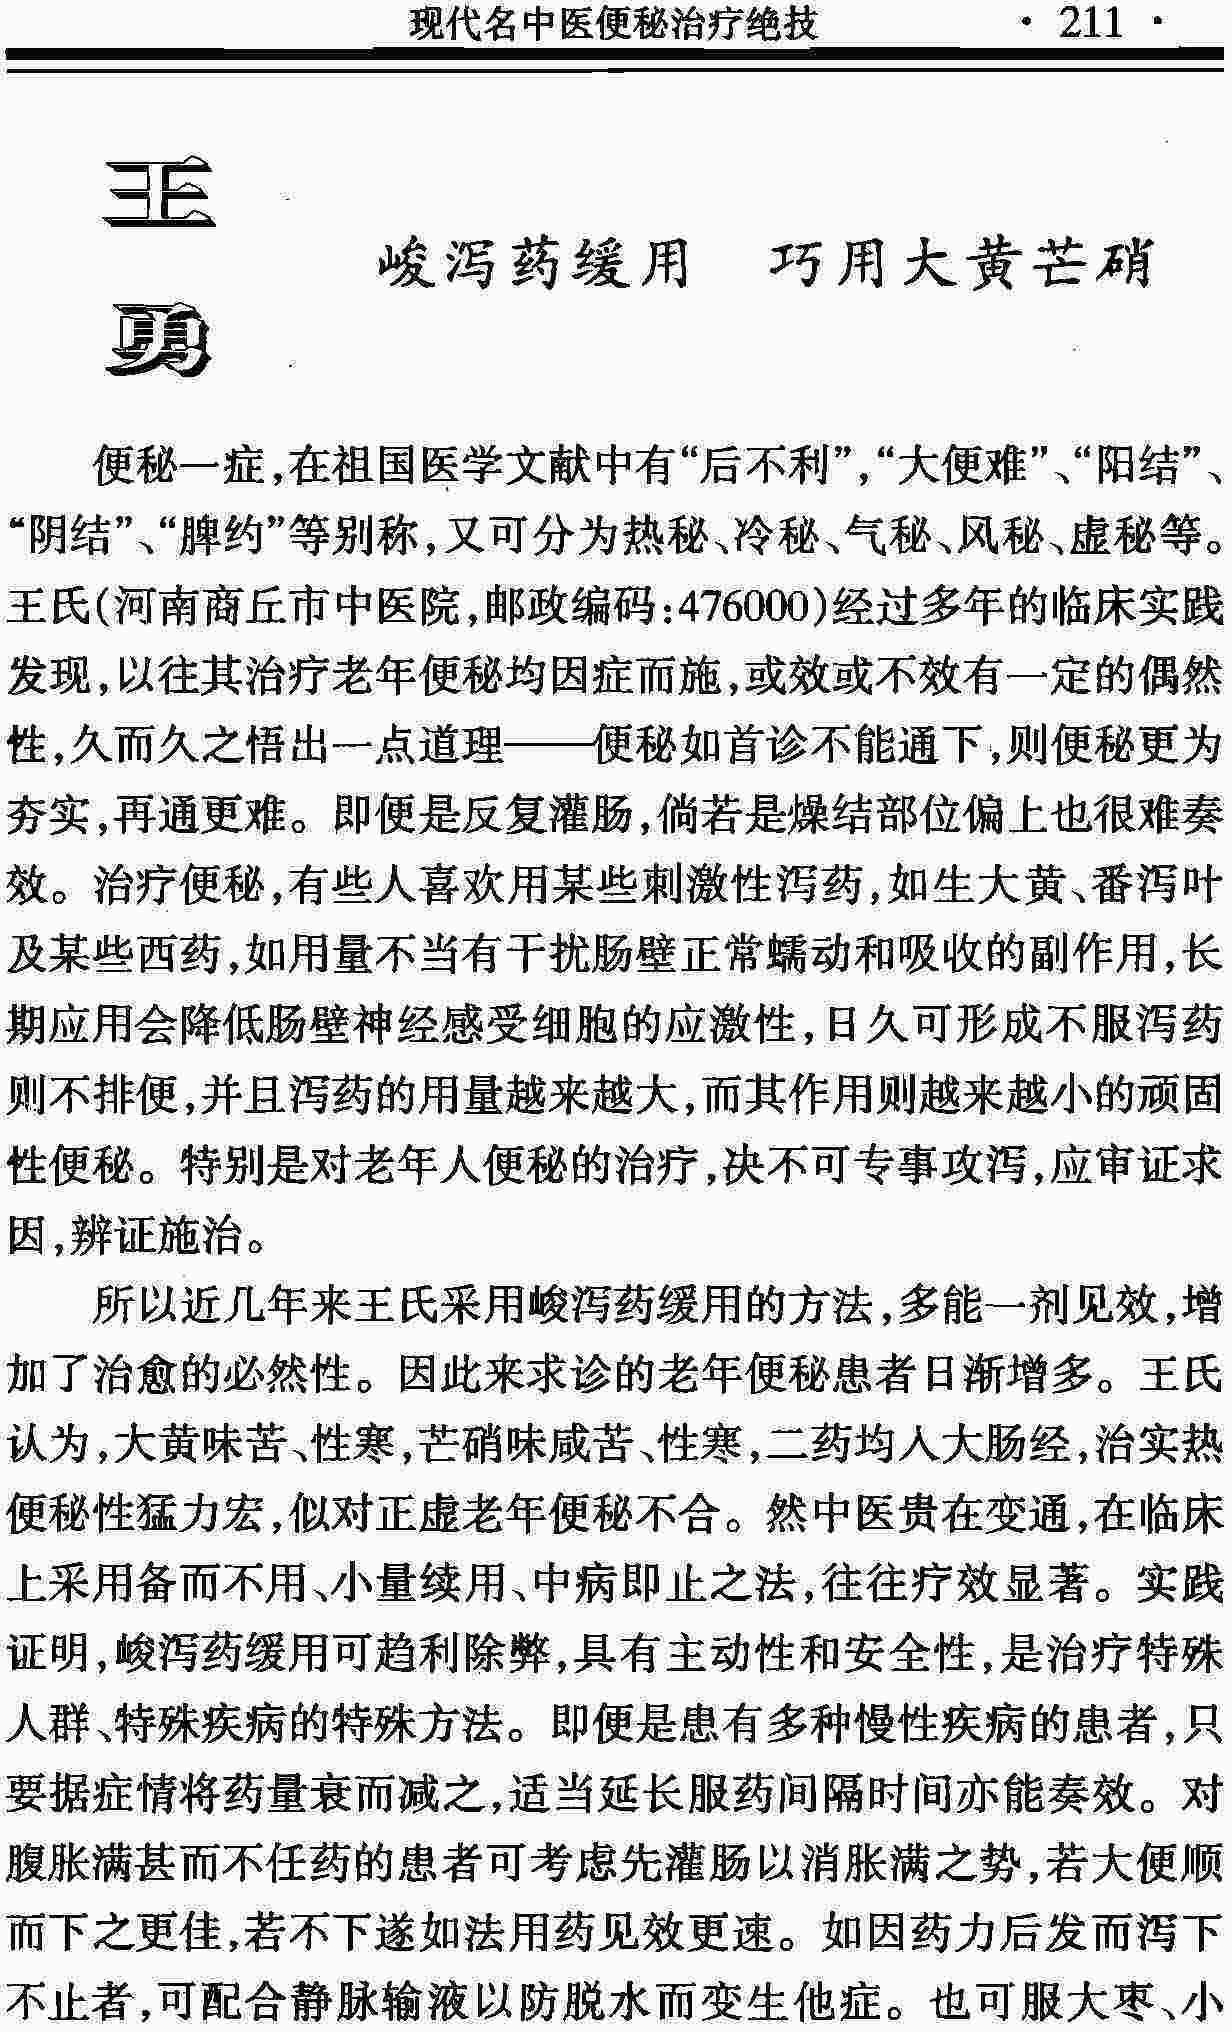 现代名中医便秘治疗绝技 · 211 ·
王勇
峻泻药缓用 巧用大黄芒硝
便秘一症,在祖国医学文献中有“后不利”,“大便难”、“阳结”、
“阴结”、“脾约”等别称,又可分为热秘、冷秘、气秘、风秘、虚秘等。
王氏(河南商丘市中医院,邮政编码:476000)经过多年的临床实践
发现,以往其治疗老年便秘均因症而施,或效或不效有一定的偶然
性,久而久之悟出一点道理——便秘如首诊不能通下,则便秘更为
夯实,再通更难。即便是反复灌肠,倘若是燥结部位偏上也很难奏
效。治疗便秘,有些人喜欢用某些刺激性泻药,如生大黄、番泻叶
及某些西药,如用量不当有干扰肠壁正常蠕动和吸收的副作用,长
期应用会降低肠壁神经感受细胞的应激性,日久可形成不服泻药
则不排便,并且泻药的用量越来越大,而其作用则越来越小的顽固
性便秘。特别是对老年人便秘的治疗,决不可专事攻泻,应审证求
因,辨证施治。
所以近几年来王氏采用峻泻药缓用的方法,多能一剂见效,增
加了治愈的必然性。因此来求诊的老年便秘患者日渐增多。王氏
认为,大黄味苦、性寒,芒硝味咸苦、性寒,二药均入大肠经,治实热
便秘性猛力宏,似对正虚老年便秘不合。然中医贵在变通,在临床
上采用备而不用、小量续用、中病即止之法,往往疗效显著。实践
证明,峻泻药缓用可趋利除弊,具有主动性和安全性,是治疗特殊
人群、特殊疾病的特殊方法。即便是患有多种慢性疾病的患者,只
要据症情将药量衰而减之,适当延长服药间隔时间亦能奏效。对
腹胀满甚而不任药的患者可考虑先灌肠以消胀满之势,若大便顺
而下之更佳,若不下遂如法用药见效更速。如因药力后发而泻下
不止者,可配合静脉输液以防脱水而变生他症。也可服大枣、小